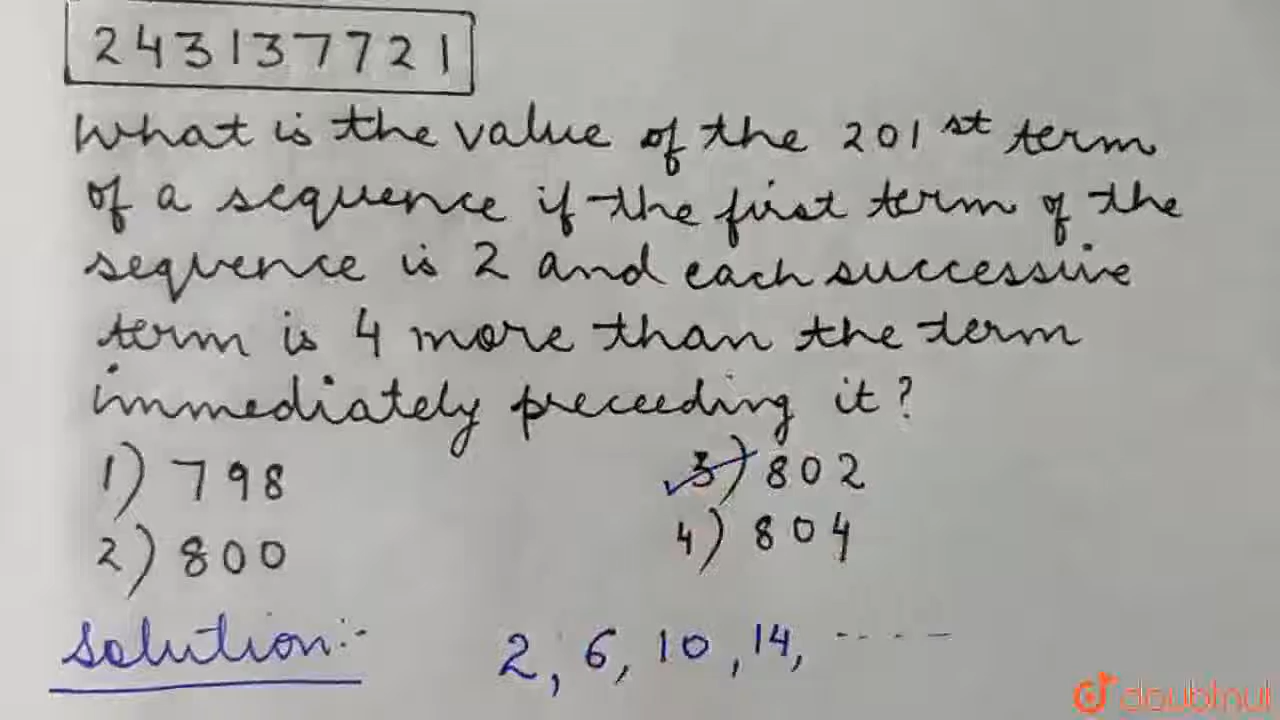 243137721
What is the value of the 201st term
of a sequence if the first term of the
sequence is 2 and each successive
term is 4 more than the term
immediately preceeding it?
1) 798
3) 802
2) 800
4) 804
Solution:-
2, 6, 10, 14, -----
doubtnut